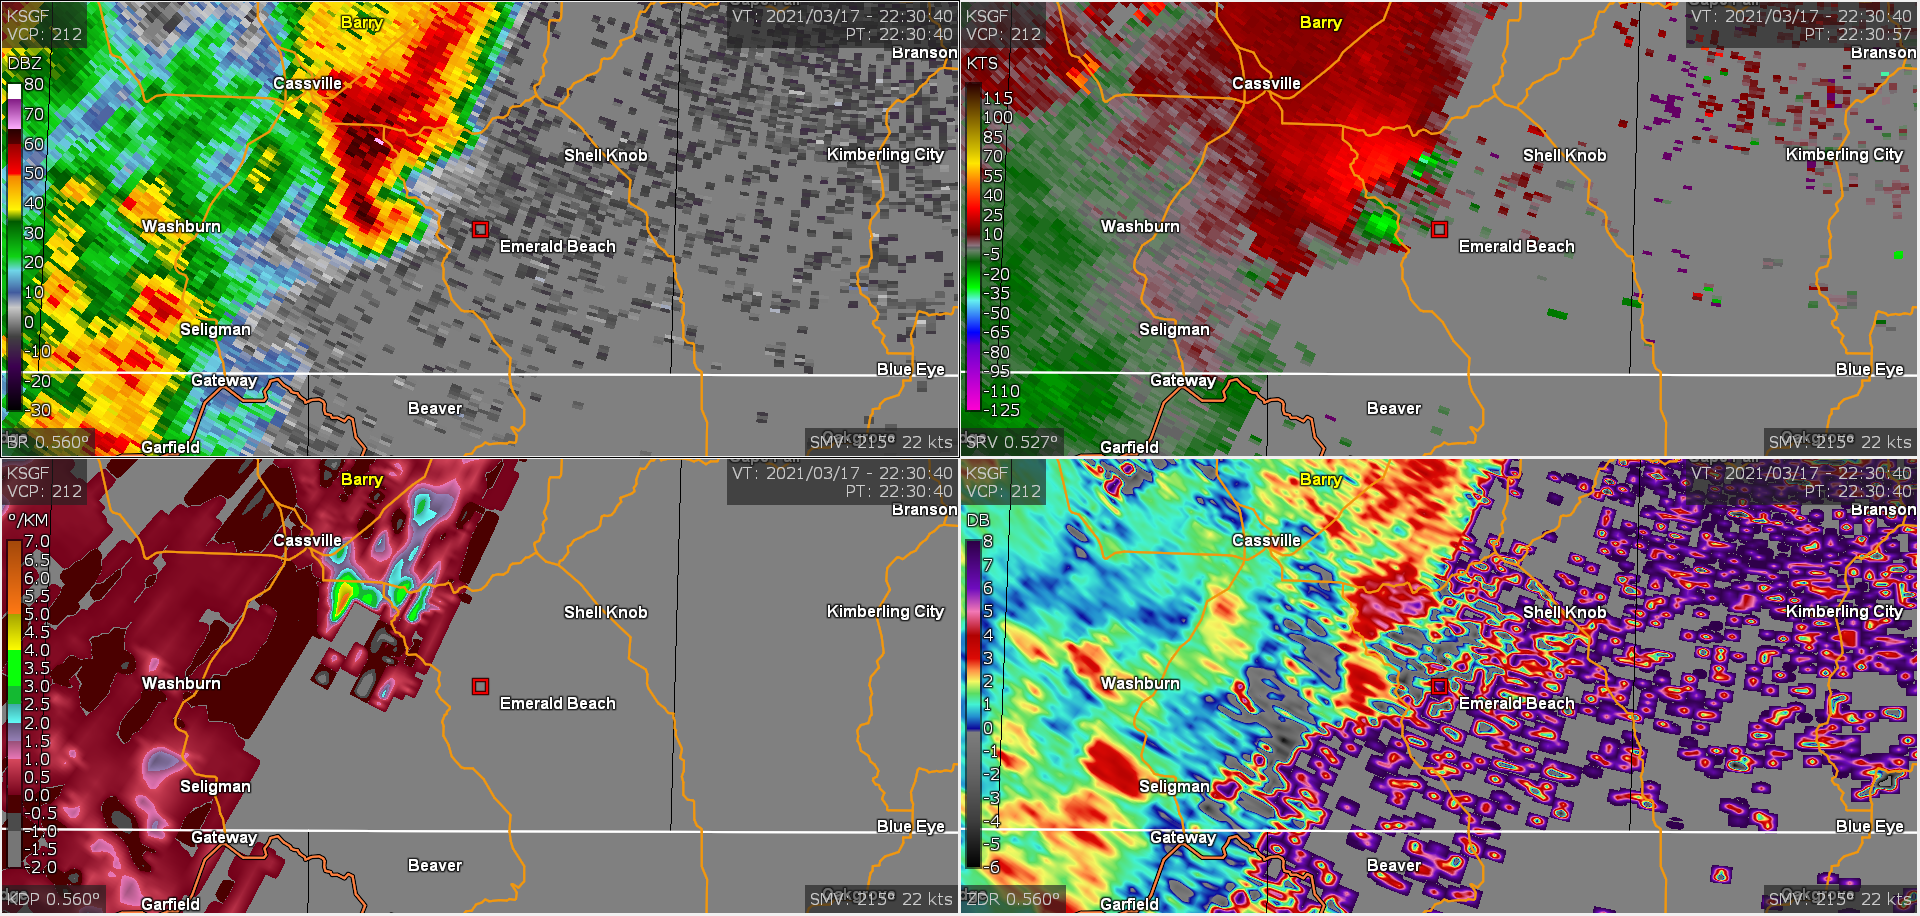 KSGF
VCP: 212
Barry
VT: 2021/03/17 - 22:30:40
PT: 22:30:40
Branson
DBZ
80
70
60
50
40
30
20
10
0
-10
-20
-30
Cassville
Shell Knob
Kimberling City
Washburn
Emerald Beach
Seligman
Gateway
Blue Eye
Beaver
Garfield
BR 0.560°
Oakgrove
SMV: 215° 22 kts
KSGF
VCP: 212
Barry
VT: 2021/03/17 - 22:30:40
PT: 22:30:57
Branson
KTS
115
100
85
70
55
40
25
10
-5
-20
-35
-50
-65
-80
-95
-110
-125
Cassville
Shell Knob
Kimberling City
Washburn
Emerald Beach
Seligman
Gateway
Blue Eye
Beaver
Garfield
SRV 0.527°
Oakgrove
SMV: 215° 22 kts
KSGF
VCP: 212
Barry
VT: 2021/03/17 - 22:30:40
PT: 22:30:40
Branson
°/KM
7.0
6.5
6.0
5.5
5.0
4.5
4.0
3.5
3.0
2.5
2.0
1.5
1.0
0.5
0.0
-0.5
-1.0
-1.5
-2.0
Cassville
Shell Knob
Kimberling City
Washburn
Emerald Beach
Seligman
Gateway
Blue Eye
Beaver
Garfield
KDP 0.560°
Oakgrove
SMV: 215° 22 kts
KSGF
VCP: 212
Barry
VT: 2021/03/17 - 22:30:40
PT: 22:30:40
Branson
DB
8
7
6
5
4
3
2
1
0
-1
-2
-3
-4
-5
-6
Cassville
Shell Knob
Kimberling City
Washburn
Emerald Beach
Seligman
Gateway
Blue Eye
Beaver
Garfield
ZDR 0.560°
Oakgrove
SMV: 215° 22 kts